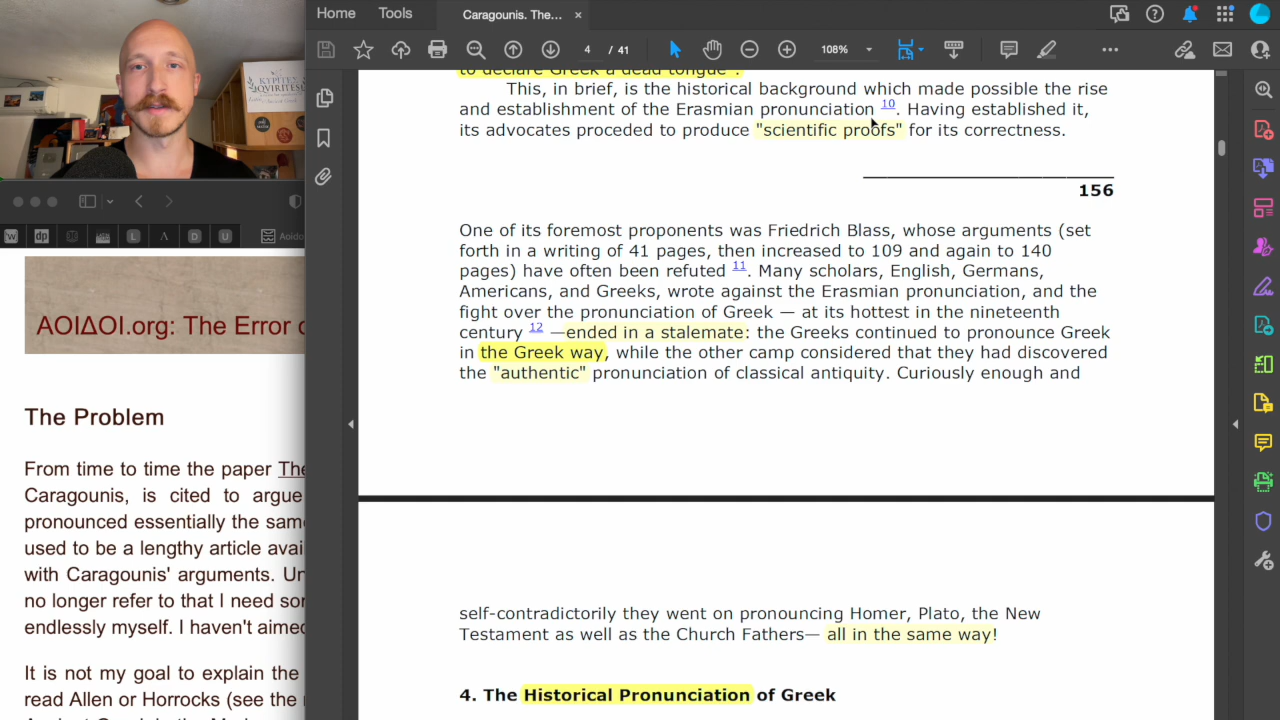 Home
Tools
Caragounis. The...
4 / 41
108%
to declare Greek a dead tongue".
This, in brief, is the historical background which made possible the rise
and establishment of the Erasmian pronunciation 10. Having established it,
its advocates proceded to produce "scientific proofs" for its correctness.
156
One of its foremost proponents was Friedrich Blass, whose arguments (set
forth in a writing of 41 pages, then increased to 109 and again to 140
pages) have often been refuted 11. Many scholars, English, Germans,
Americans, and Greeks, wrote against the Erasmian pronunciation, and the
fight over the pronunciation of Greek — at its hottest in the nineteenth
century 12 —ended in a stalemate: the Greeks continued to pronounce Greek
in the Greek way, while the other camp considered that they had discovered
the "authentic" pronunciation of classical antiquity. Curiously enough and
self-contradictorily they went on pronouncing Homer, Plato, the New
Testament as well as the Church Fathers— all in the same way!
4. The Historical Pronunciation of Greek
W dp L Λ D U Aoido
ΑΟΙΔΟΙ.org: The Error o
The Problem
From time to time the paper The
Caragounis, is cited to argue
pronounced essentially the same
used to be a lengthy article avai
with Caragounis' arguments. Un
no longer refer to that I need som
endlessly myself. I haven't aimed
It is not my goal to explain the
read Allen or Horrocks (see the